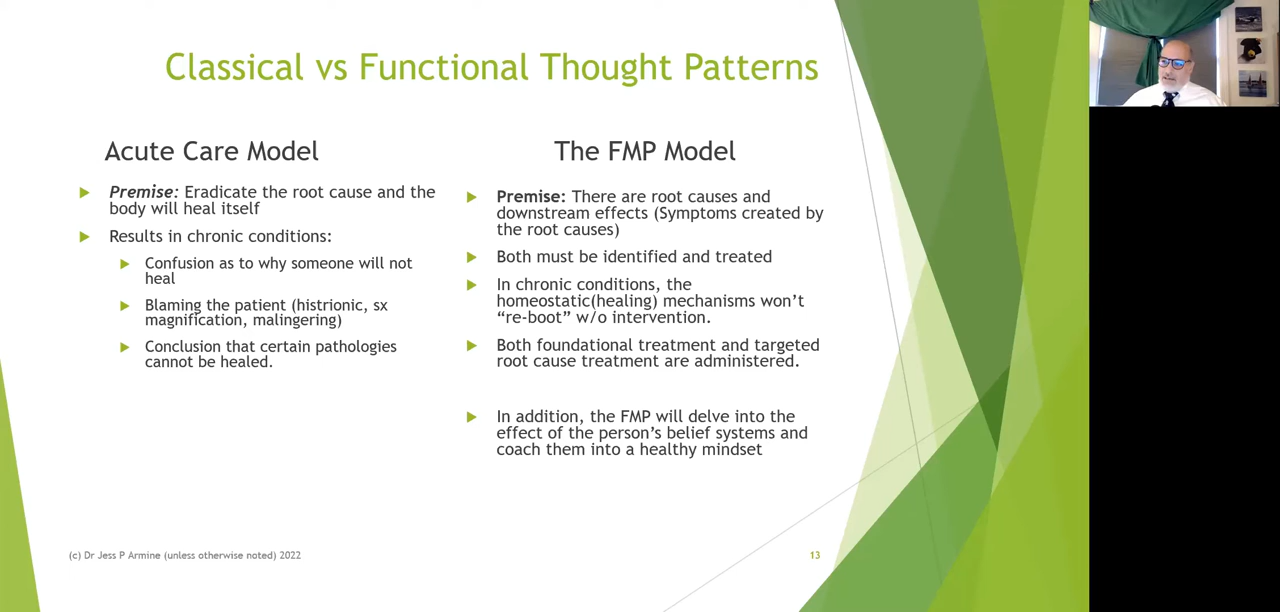 Classical vs Functional Thought Patterns
Acute Care Model
Premise: Eradicate the root cause and the
body will heal itself
Results in chronic conditions:
Confusion as to why someone will not
heal
Blaming the patient (histrionic, sx
magnification, malingering)
Conclusion that certain pathologies
cannot be healed.
The FMP Model
Premise: There are root causes and
downstream effects (Symptoms created by
the root causes)
Both must be identified and treated
In chronic conditions, the
homeostatic(healing) mechanisms won’t
“re-boot” w/o intervention.
Both foundational treatment and targeted
root cause treatment are administered.
In addition, the FMP will delve into the
effect of the person’s belief systems and
coach them into a healthy mindset
(c) Dr Jess P Armine (unless otherwise noted) 2022
13